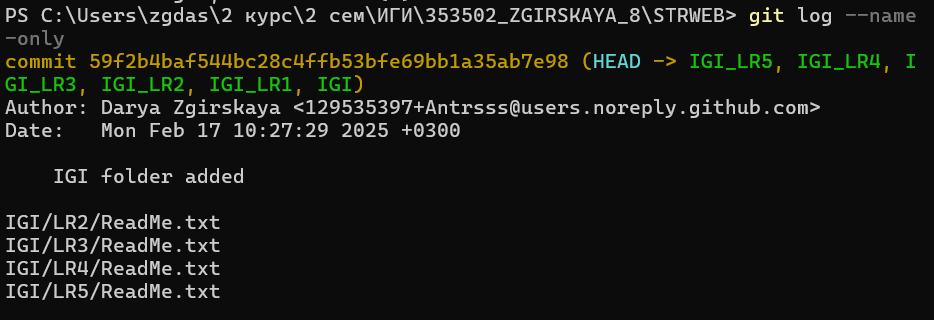 PS C:\Users\zgdas\2 курс\2 сем\ИГИ\353502_ZGIRSKAYA_8\STRWEB> git log --name
-only
commit 59f2b4baf544bc28c4ffb53bfe69bb1a35ab7e98 (HEAD -> IGI_LR5, IGI_LR4, I
GI_LR3, IGI_LR2, IGI_LR1, IGI)
Author: Darya Zgirskaya <129535397+Antrsss@users.noreply.github.com>
Date:   Mon Feb 17 10:27:29 2025 +0300
    IGI folder added
IGI/LR2/ReadMe.txt
IGI/LR3/ReadMe.txt
IGI/LR4/ReadMe.txt
IGI/LR5/ReadMe.txt